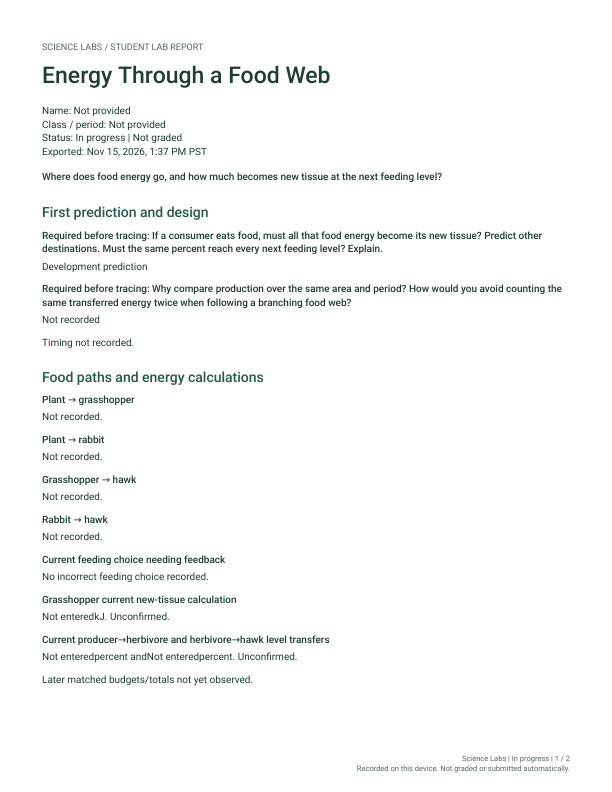 SCIENCE LABS / STUDENT LAB REPORT
Energy Through a Food Web
Name: Not provided
Class / period: Not provided
Status: In progress | Not graded
Exported: Nov 15, 2026, 1:37 PM PST
Where does food energy go, and how much becomes new tissue at the next feeding level?
First prediction and design
Required before tracing: If a consumer eats food, must all that food energy become its new tissue? Predict other
destinations. Must the same percent reach every next feeding level? Explain.
Development prediction
Required before tracing: Why compare production over the same area and period? How would you avoid counting the
same transferred energy twice when following a branching food web?
Not recorded
Timing not recorded.
Food paths and energy calculations
Plant → grasshopper
Not recorded.
Plant → rabbit
Not recorded.
Grasshopper → hawk
Not recorded.
Rabbit → hawk
Not recorded.
Current feeding choice needing feedback
No incorrect feeding choice recorded.
Grasshopper current new-tissue calculation
Not enteredkJ. Unconfirmed.
Current producer→herbivore and herbivore→hawk level transfers
Not enteredpercent andNot enteredpercent. Unconfirmed.
Later matched budgets/totals not yet observed.
Science Labs | In progress | 1 / 2
Recorded on this device. Not graded or submitted automatically.